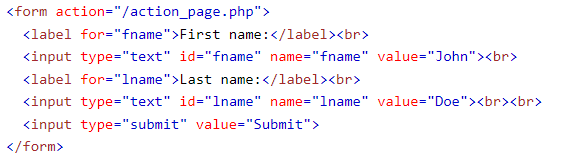 <form action="/action_page.php">
  <label for="fname">First name:</label><br>
  <input type="text" id="fname" name="fname" value="John"><br>
  <label for="lname">Last name:</label><br>
  <input type="text" id="lname" name="lname" value="Doe"><br><br>
  <input type="submit" value="Submit">
</form>